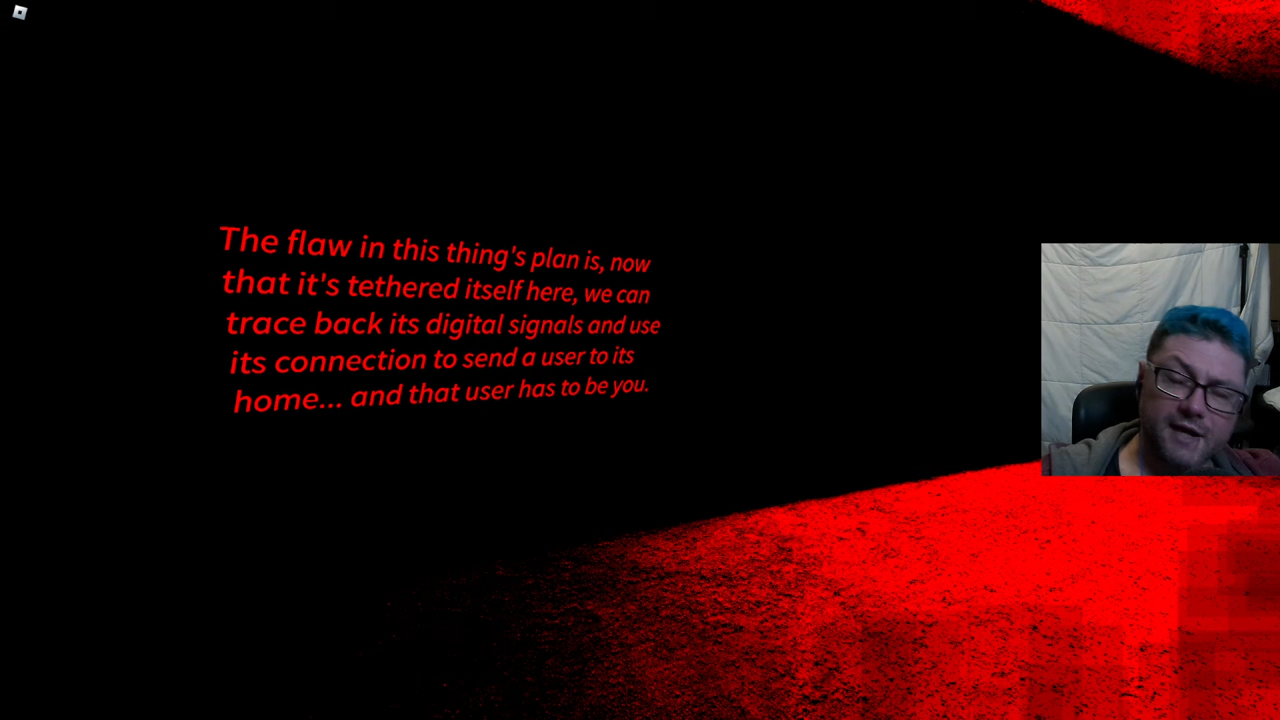 The flaw in this thing's plan is, now
that it's tethered itself here, we can
trace back its digital signals and use
its connection to send a user to its
home... and that user has to be you.